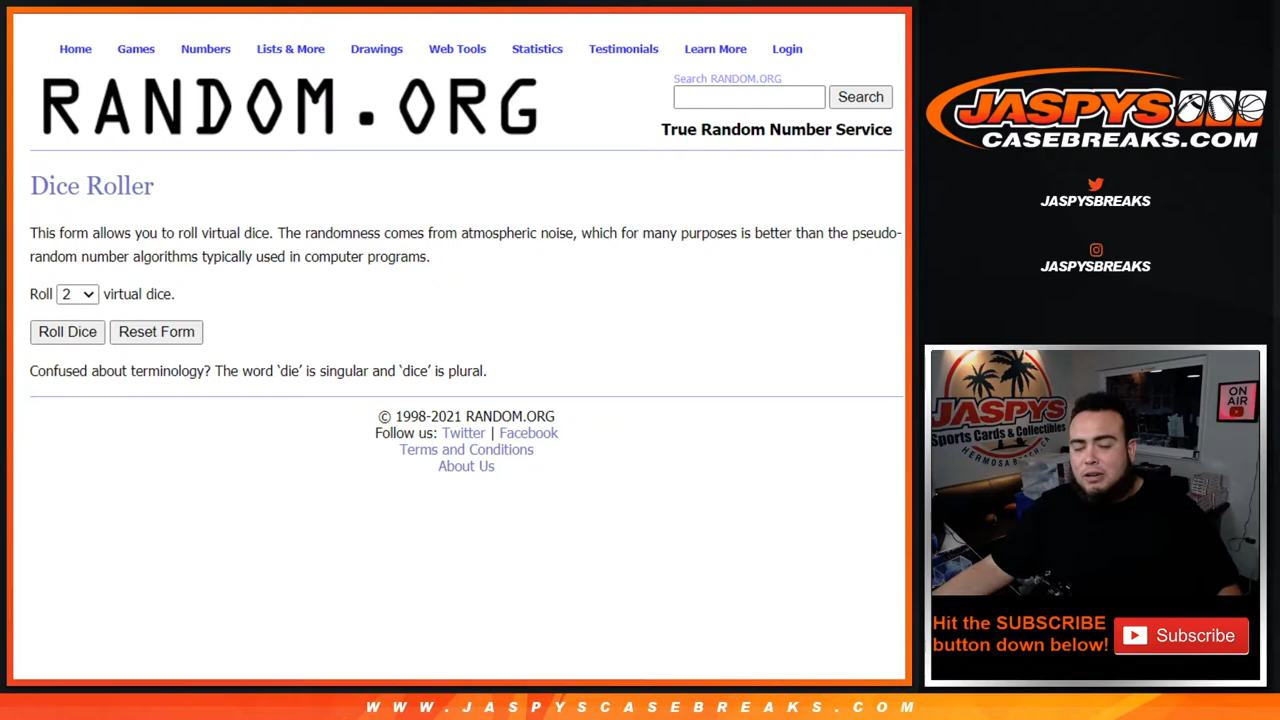 Home Games Numbers Lists & More Drawings Web Tools Statistics Testimonials Learn More Login
RANDOM.ORG
Search RANDOM.ORG
Search
True Random Number Service
Dice Roller
This form allows you to roll virtual dice. The randomness comes from atmospheric noise, which for many purposes is better than the pseudo-
random number algorithms typically used in computer programs.
Roll 2 virtual dice.
Roll Dice Reset Form
Confused about terminology? The word ‘die’ is singular and ‘dice’ is plural.
© 1998-2021 RANDOM.ORG
Follow us: Twitter | Facebook
Terms and Conditions
About Us
JASPYS
CASEBREAKS.COM
JASPYSBREAKS
JASPYSBREAKS
JASPYS
Sports Cards & Collectibles
HERMOSA BEACH, CA
ON
AIR
Hit the SUBSCRIBE
button down below!
Subscribe
WWW.JASPYSCASEBREAKS.COM